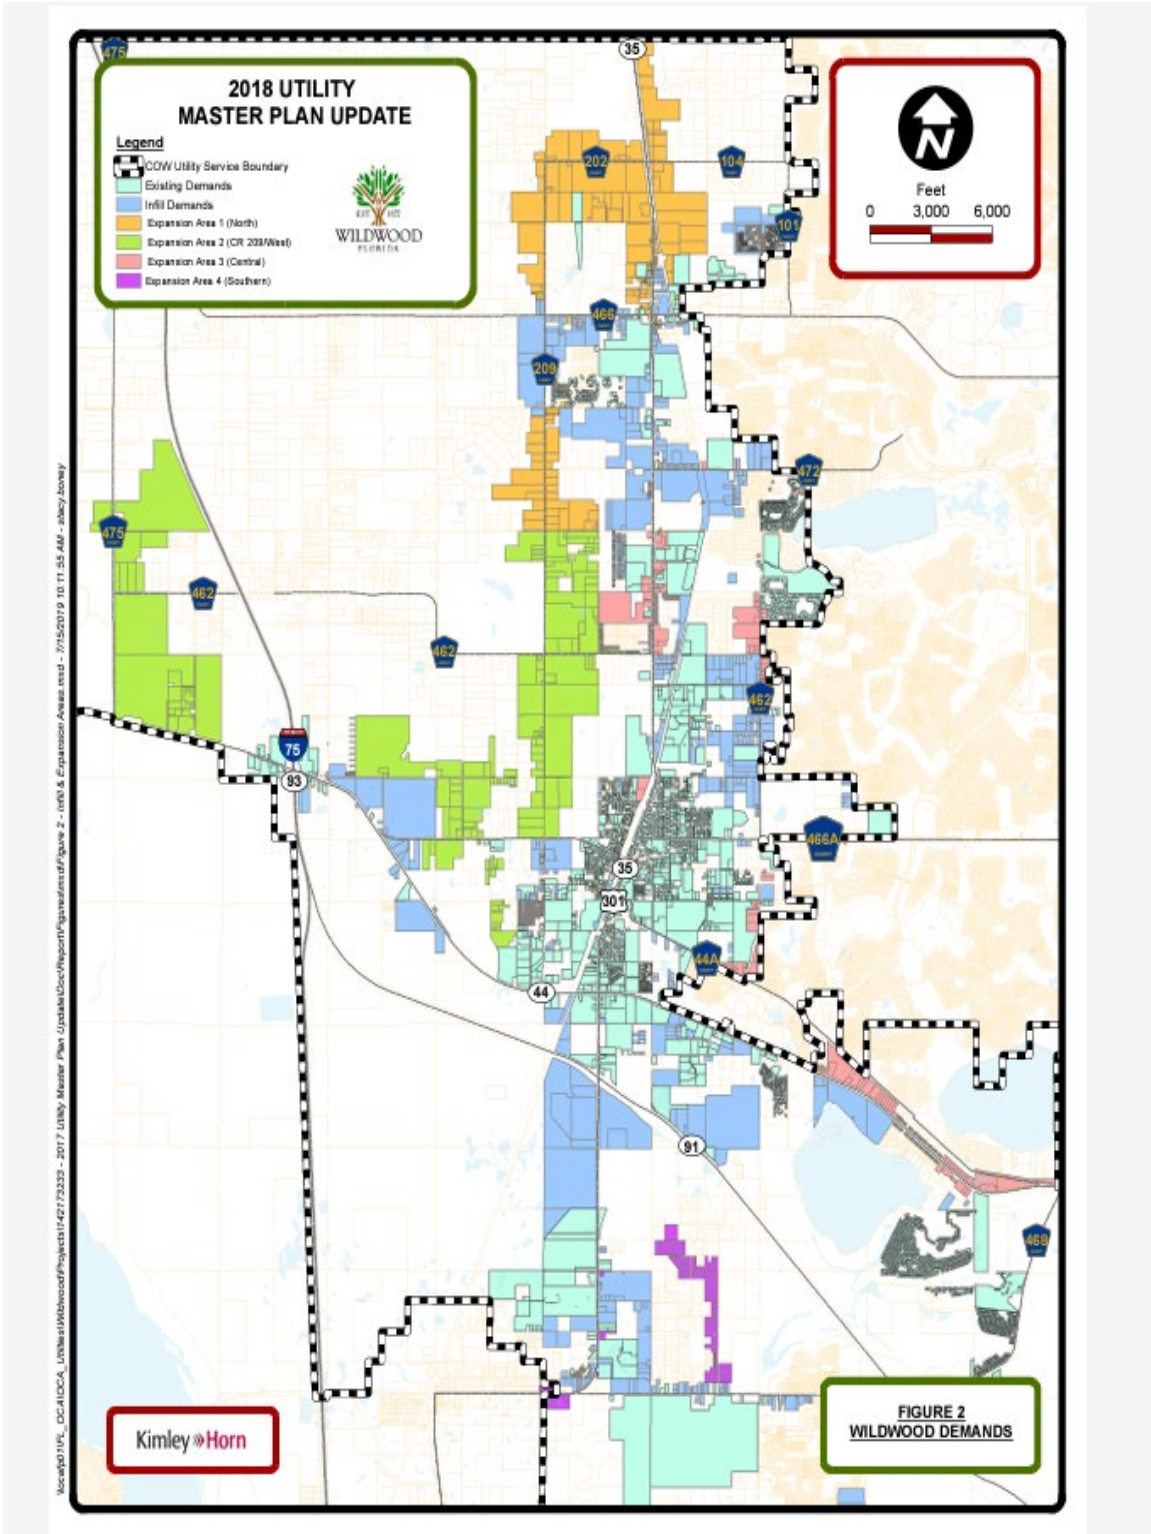 475
35
2018 UTILITY
MASTER PLAN UPDATE
Legend
COW Utility Service Boundary
Existing Demands
Infill Demands
Expansion Area 1 (North)
Expansion Area 2 (CR 209/West)
Expansion Area 3 (Central)
Expansion Area 4 (Southern)
WILDWOOD
FLORIDA
N
Feet
0 3,000 6,000
202
104
101
466
209
472
475
462
462
462
75
93
466A
35
301
44A
44
91
468
Kimley»Horn
FIGURE 2
WILDWOOD DEMANDS